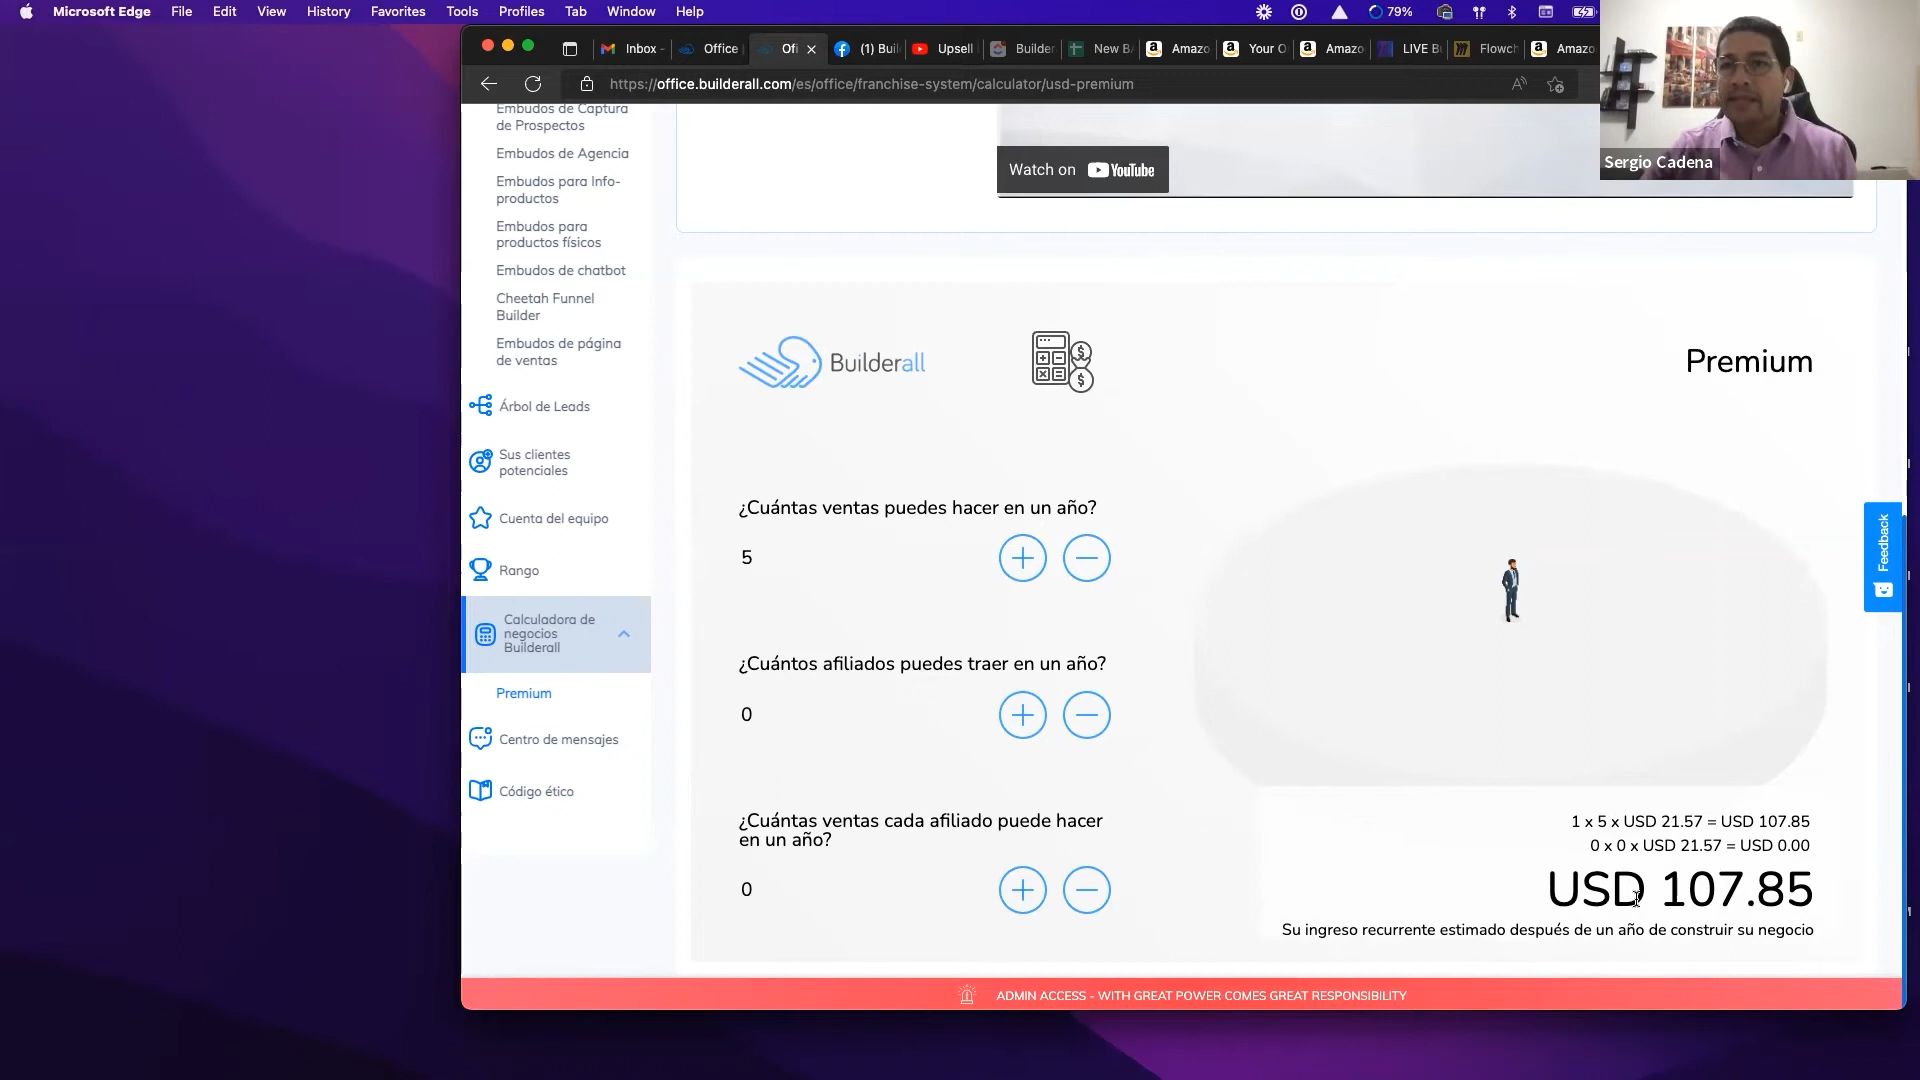 Microsoft Edge File Edit View History Favorites Tools Profiles Tab Window Help
79%
Inbox -
Office
Ofi
(1) Buil
Upsell
Builder
New BA
Amazo
Your O
Amazo
LIVE Bu
Flowch
Amazo
https://office.builderall.com/es/office/franchise-system/calculator/usd-premium
Sergio Cadena
Embudos de Captura
de Prospectos
Embudos de Agencia
Embudos para Info-
productos
Embudos para
productos físicos
Embudos de chatbot
Cheetah Funnel
Builder
Embudos de página
de ventas
Árbol de Leads
Sus clientes
potenciales
Cuenta del equipo
Rango
Calculadora de
negocios
Builderall
Premium
Centro de mensajes
Código ético
Watch on YouTube
Builderall
Premium
¿Cuántas ventas puedes hacer en un año?
5
¿Cuántos afiliados puedes traer en un año?
0
¿Cuántas ventas cada afiliado puede hacer
en un año?
0
1 x 5 x USD 21.57 = USD 107.85
0 x 0 x USD 21.57 = USD 0.00
USD 107.85
Su ingreso recurrente estimado después de un año de construir su negocio
Feedback
ADMIN ACCESS - WITH GREAT POWER COMES GREAT RESPONSIBILITY